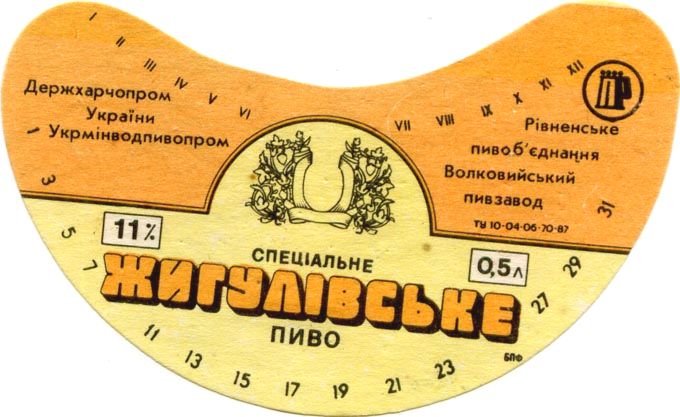 I II III IV V VI VII VIII IX X XI XII
Держхарчопром
України
Укрмінводпивопром
ПР
Рівненське
пивоб'єднання
Волковийський
пивзавод
ТУ 10-04-06-70-87
11%
0,5л
СПЕЦІАЛЬНЕ
ЖИГУЛІВСЬКЕ
ПИВО
БПФ
1 3 5 7 11 13 15 17 19 21 23 27 29 31